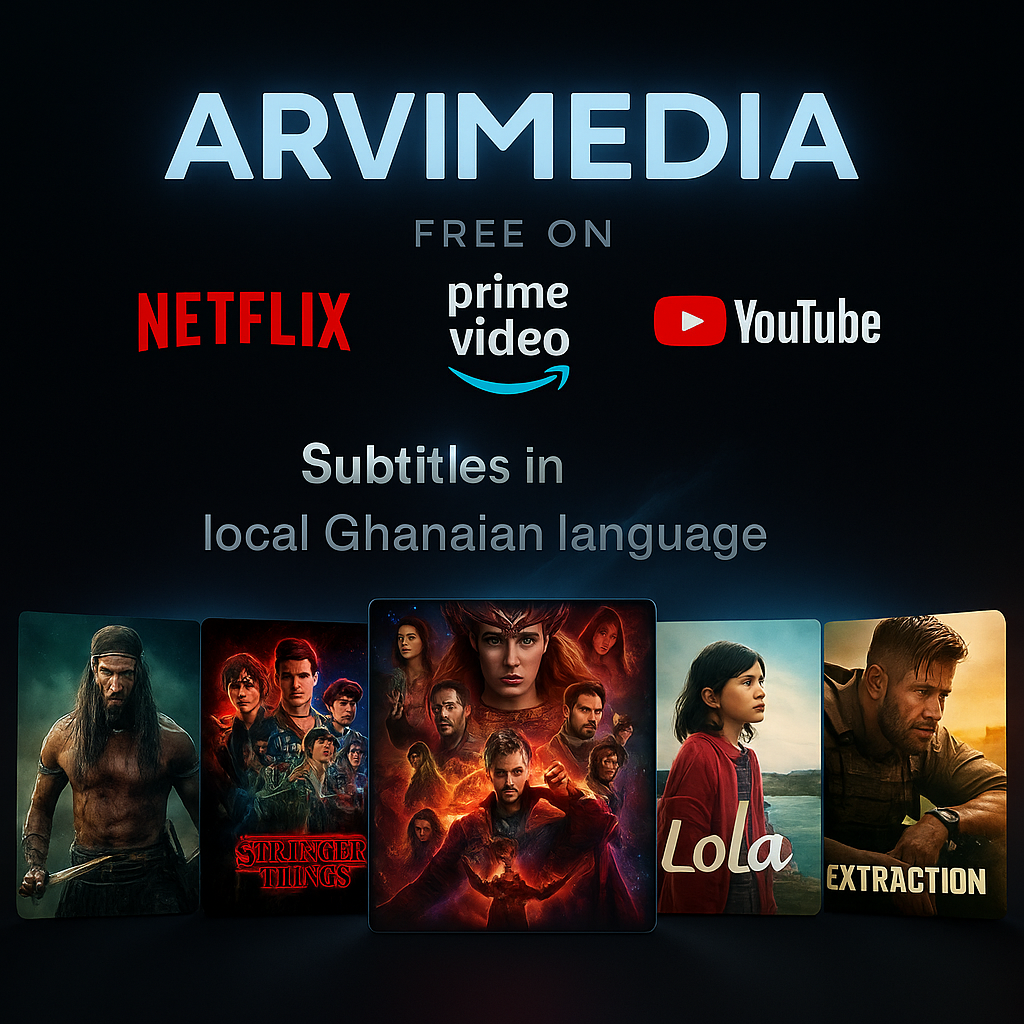 ARVIMEDIA
FREE ON
NETFLIX
prime
video
YouTube
Subtitles in
local Ghanaian language
STRINGER
TIINGS
Lola
EXTRACTION